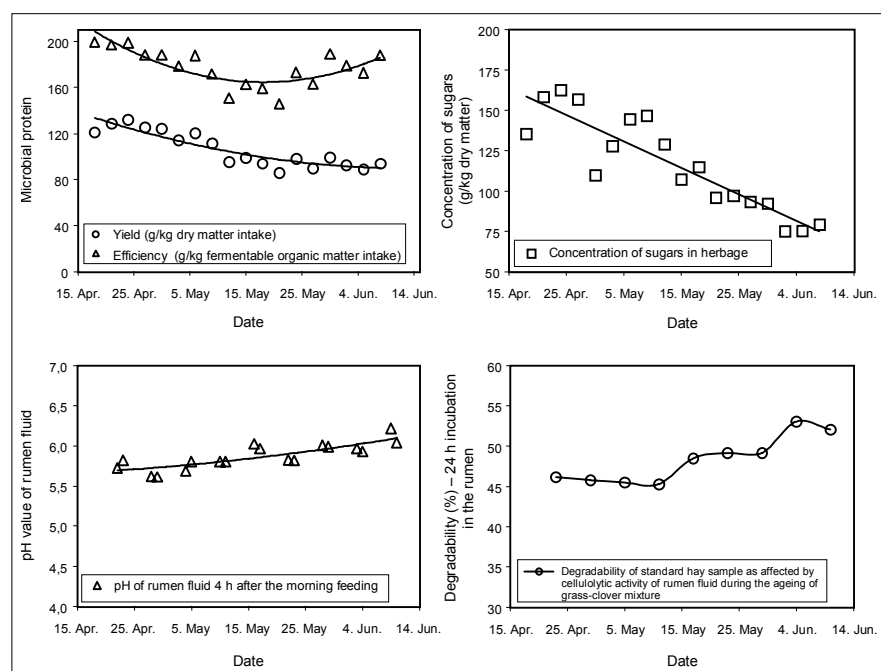 Microbial protein
200
160
120
80
40
0
Yield (g/kg dry matter intake)
Efficiency (g/kg fermentable organic matter intake)
15. Apr. 25. Apr. 5. May 15. May 25. May 4. Jun. 14. Jun.
Date
Concentration of sugars
(g/kg dry matter)
200
175
150
125
100
75
50
Concentration of sugars in herbage
15. Apr. 25. Apr. 5. May 15. May 25. May 4. Jun. 14. Jun.
Date
pH value of rumen fluid
7,0
6,5
6,0
5,5
5,0
4,5
4,0
pH of rumen fluid 4 h after the morning feeding
15. Apr. 25. Apr. 5. May 15. May 25. May 4. Jun. 14. Jun.
Date
Degradability (%) – 24 h incubation
in the rumen
60
55
50
45
40
35
30
Degradability of standard hay sample as affected by
cellulolytic activity of rumen fluid during the ageing of
grass-clover mixture
15. Apr. 25. Apr. 5. May 15. May 25. May 4. Jun. 14. Jun.
Date